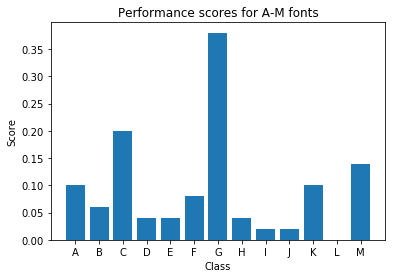 Performance scores for A-M fonts
Score
0.35
0.30
0.25
0.20
0.15
0.10
0.05
0.00
A B C D E F G H I J K L M
Class